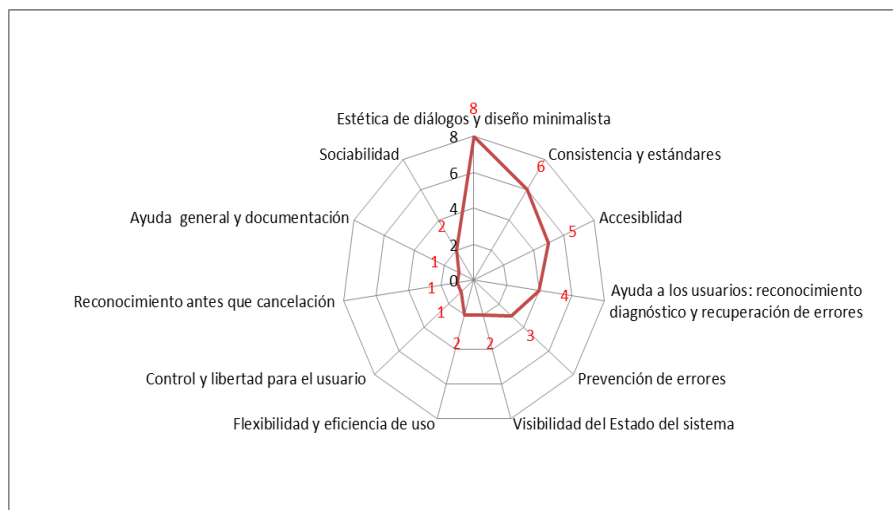 8
Estética de diálogos y diseño minimalista
8
Sociabilidad
Consistencia y estándares
6
6
Ayuda general y documentación
Accesiblidad
4
2
5
2
1
0
Reconocimiento antes que cancelación
1
4
Ayuda a los usuarios: reconocimiento
diagnóstico y recuperación de errores
1
3
2
2
Control y libertad para el usuario
Prevención de errores
Flexibilidad y eficiencia de uso
Visibilidad del Estado del sistema